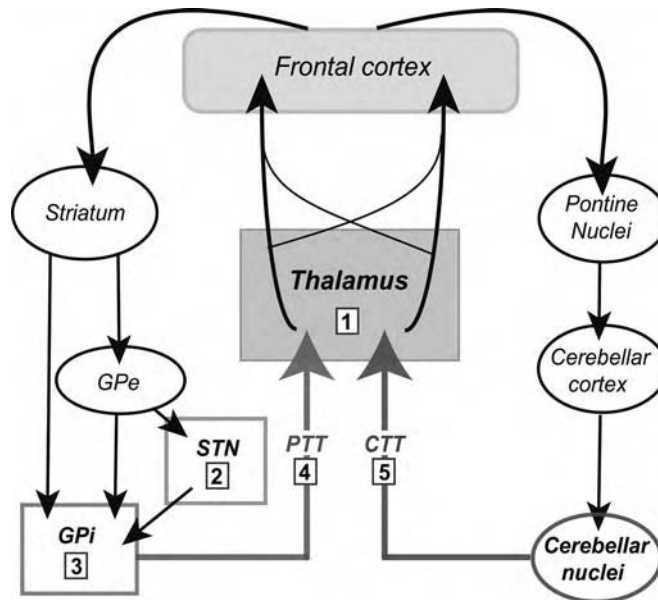 Frontal cortex
Striatum
Pontine
Nuclei
Thalamus
1
GPe
Cerebellar
cortex
STN
2
PTT
4
CTT
5
GPi
3
Cerebellar
nuclei